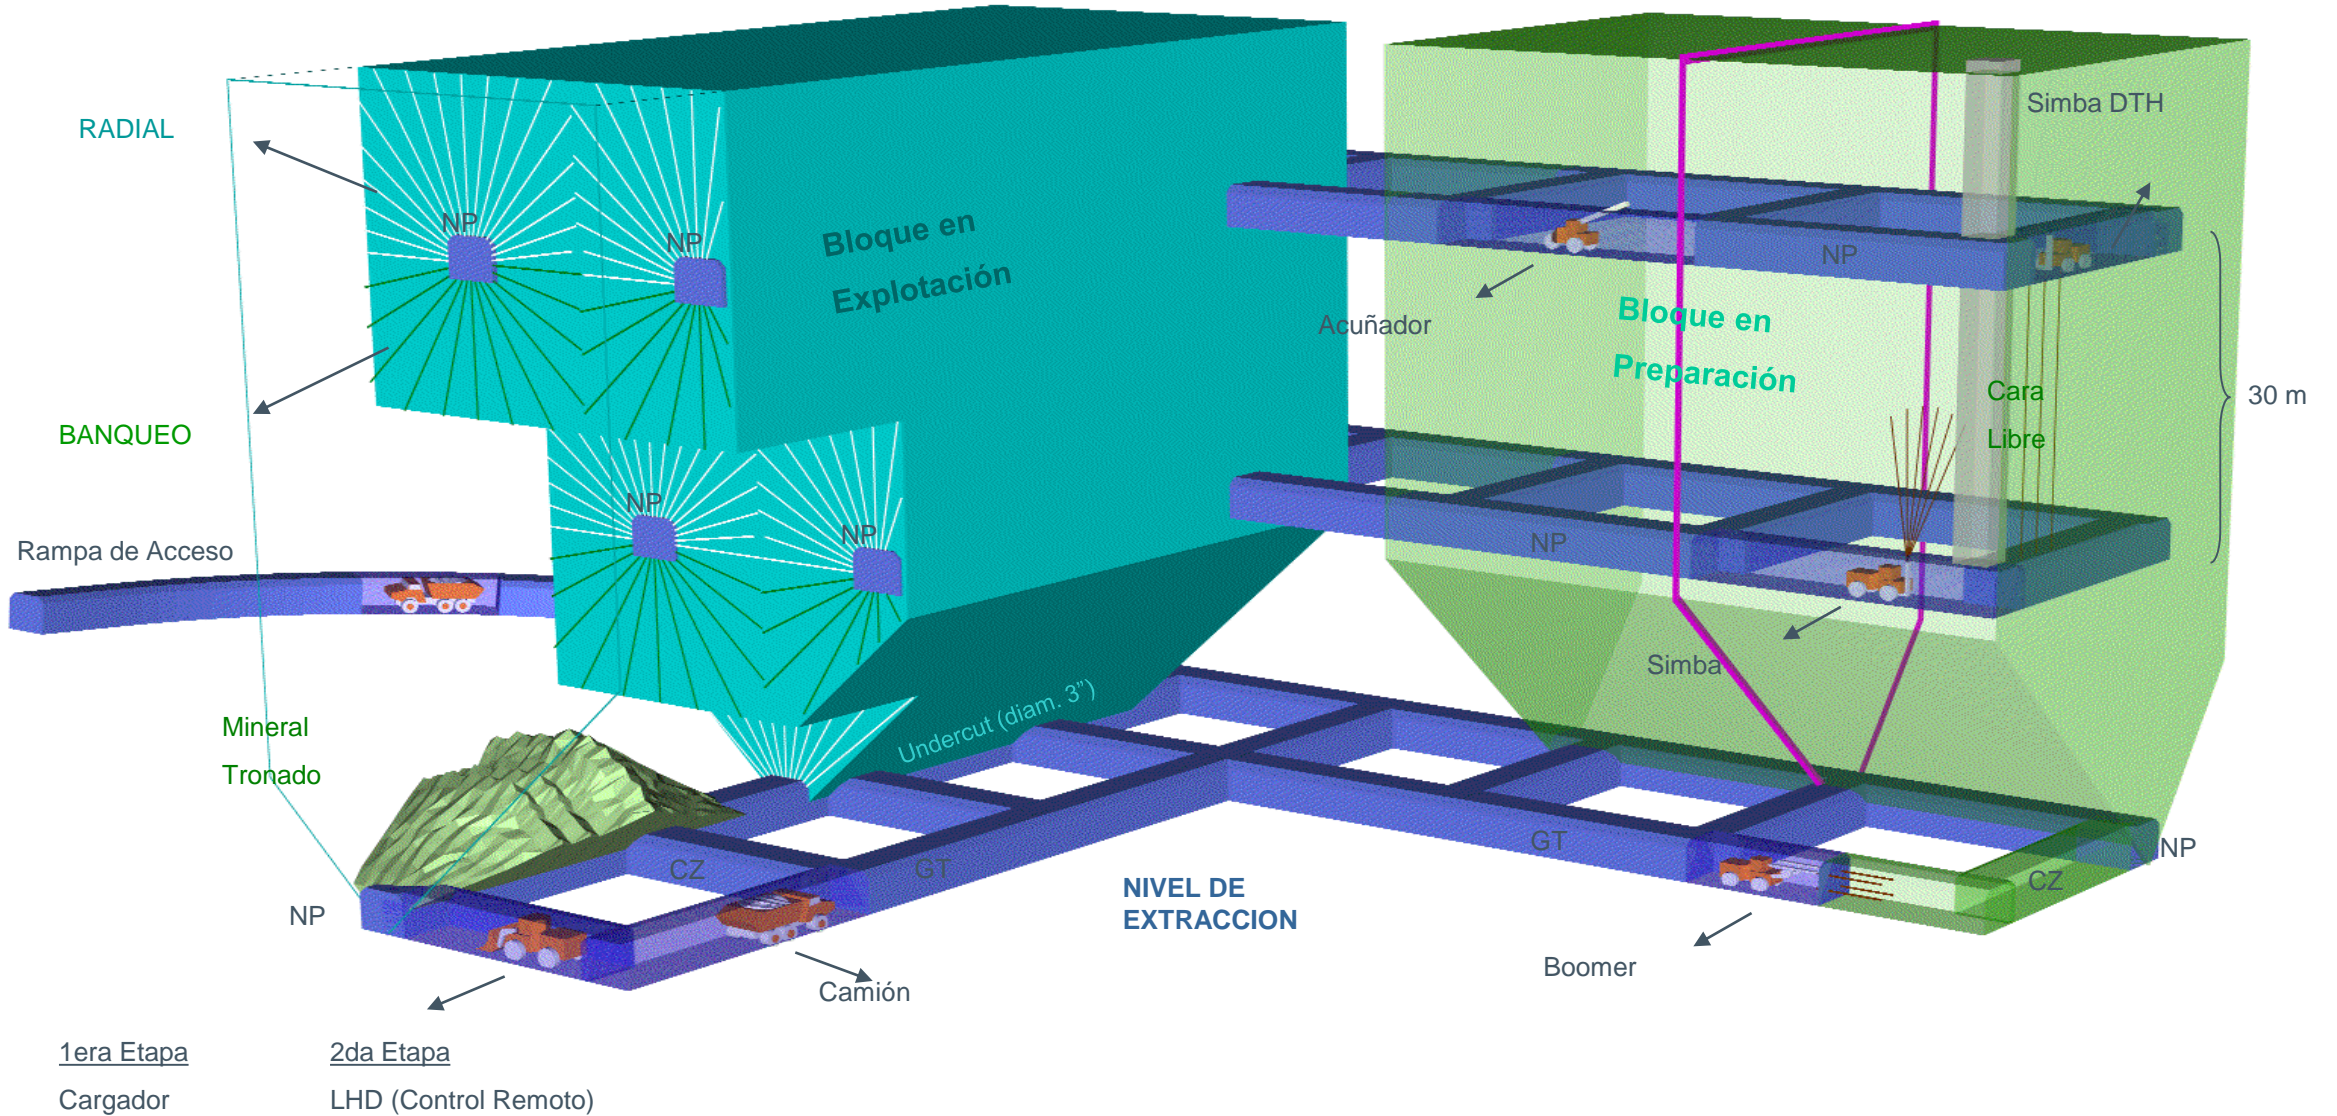 Simba DTH
RADIAL
NP
NP
Bloque en
Explotación
NP
Acuñador
Bloque en
Preparación
Cara
Libre
30 m
BANQUEO
NP
NP
NP
Rampa de Acceso
Simba
Undercut (diam. 3”)
Mineral
Tronado
CZ
GT
GT
NP
CZ
NP
NIVEL DE
EXTRACCION
Boomer
Camión
1era Etapa
2da Etapa
Cargador
LHD (Control Remoto)